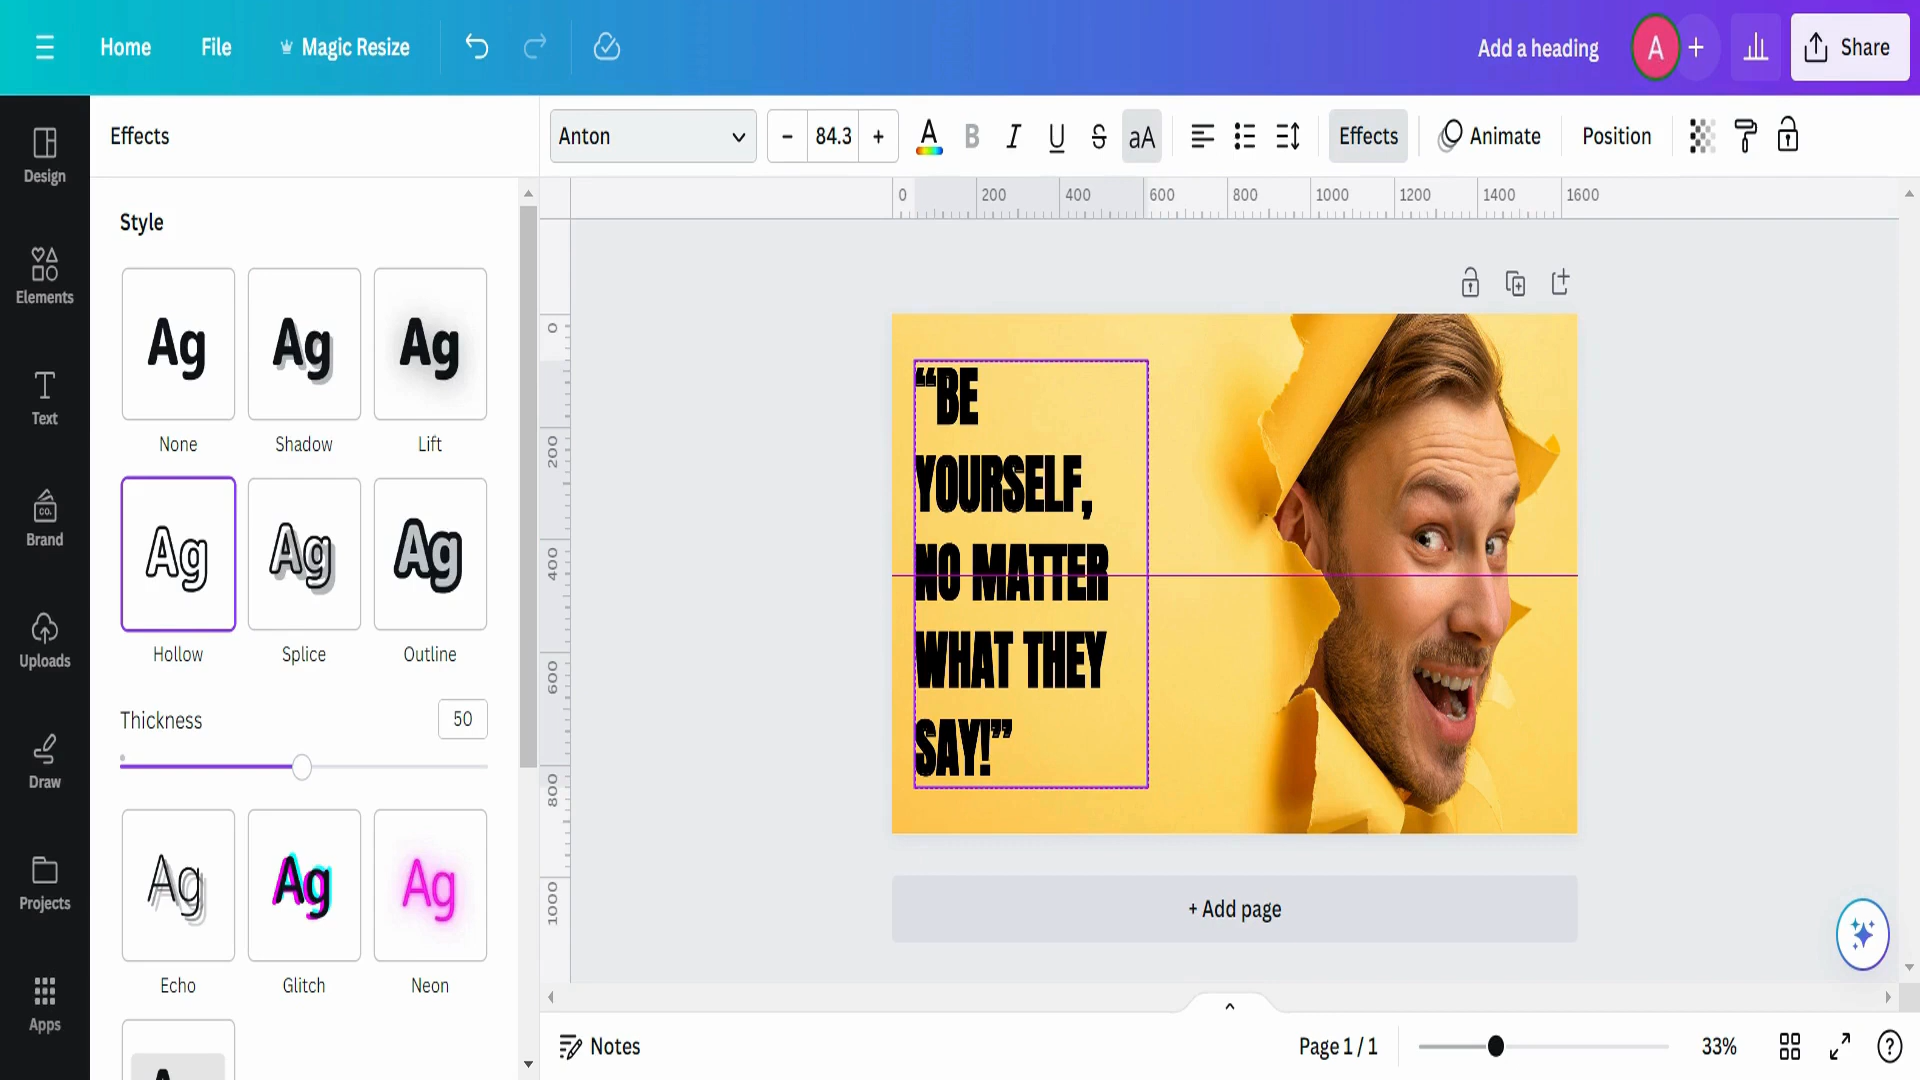 Home
File
Magic Resize
Add a heading
A
+
Share
Design
Elements
Text
CO.
Brand
Uploads
Draw
Projects
Apps
Effects
Style
Ag
Ag
Ag
None
Shadow
Lift
Ag
Ag
Ag
Hollow
Splice
Outline
Thickness
50
Ag
Ag
Ag
Echo
Glitch
Neon
Anton
– 84.3 +
A
B
I
U
S
aA
Effects
Animate
Position
0 200 400 600 800 1000 1200 1400 1600
0
200
400
600
800
1000
“BE
YOURSELF,
NO MATTER
WHAT THEY
SAY!”
+ Add page
Notes
Page 1 / 1
33%
?